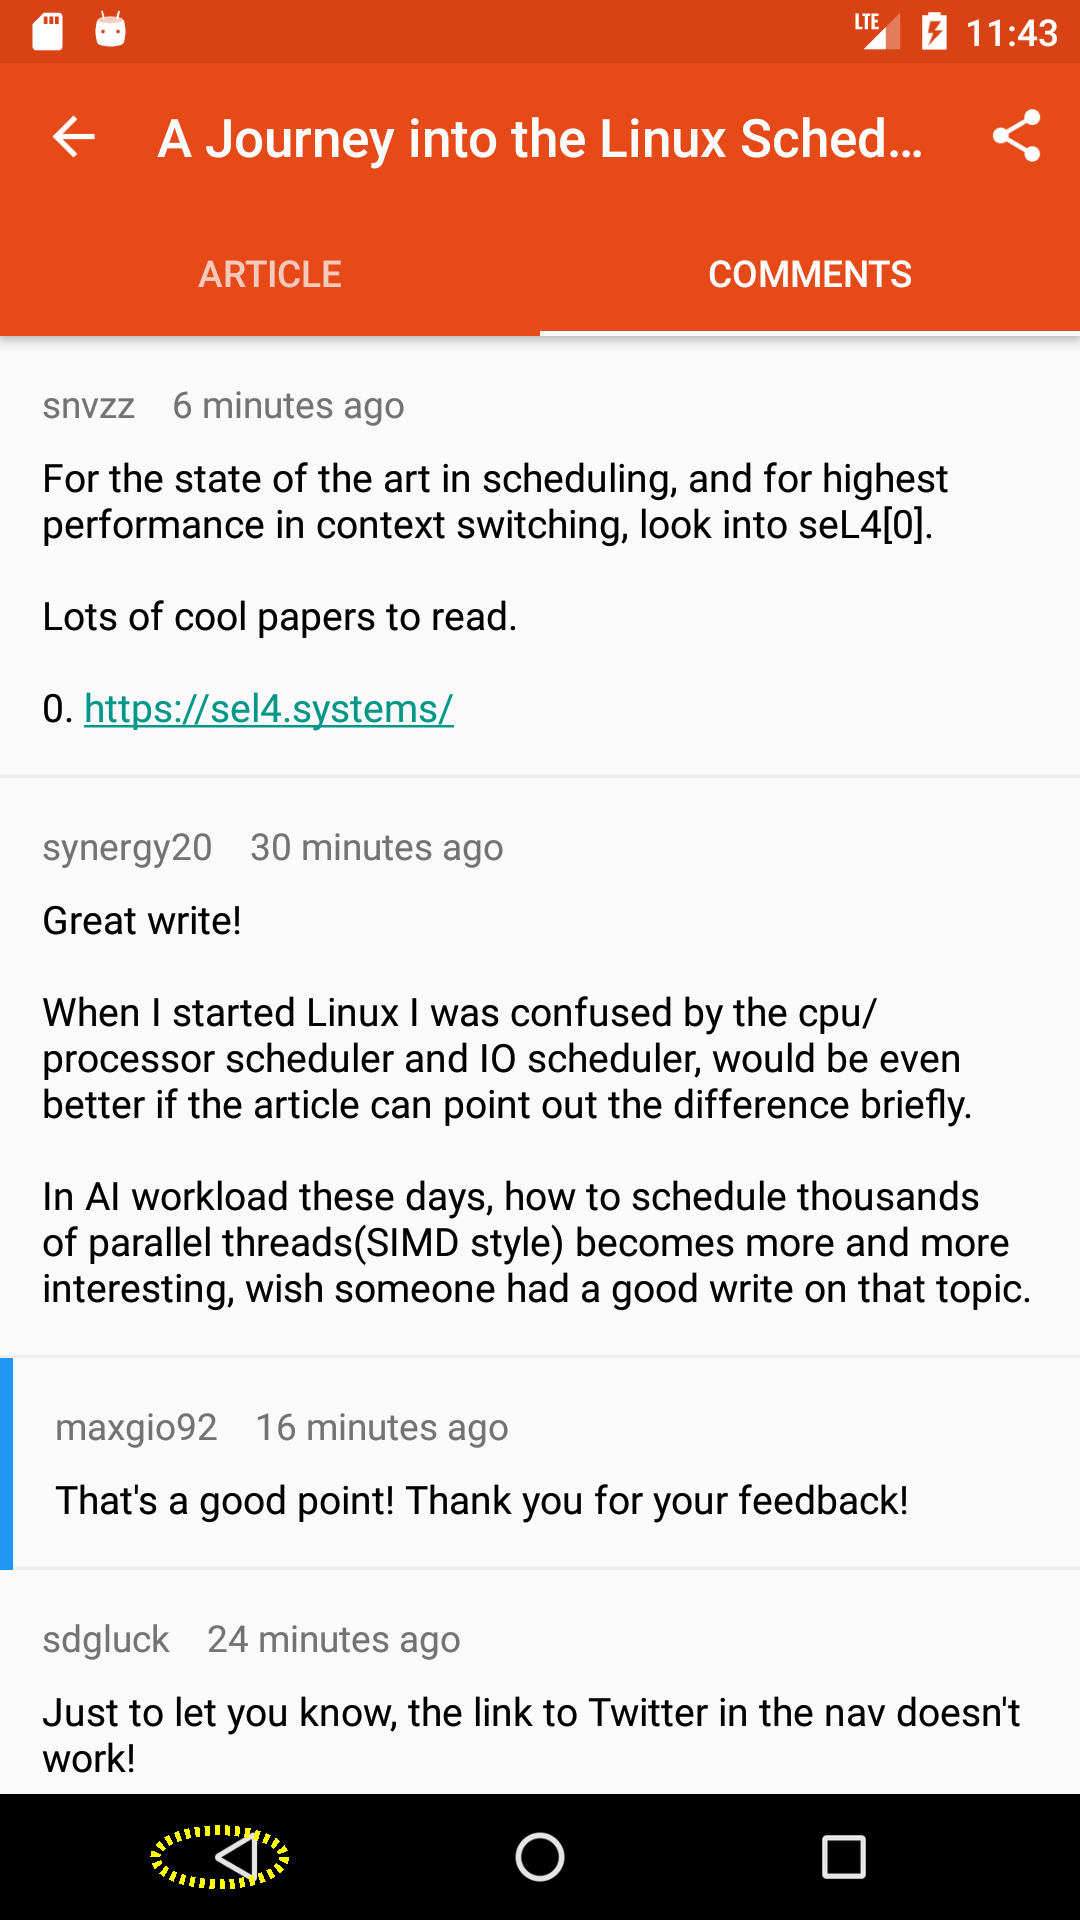 LTE 11:43
A Journey into the Linux Sched...
ARTICLE COMMENTS
snvzz 6 minutes ago
For the state of the art in scheduling, and for highest
performance in context switching, look into seL4[0].
Lots of cool papers to read.
0. https://sel4.systems/
synergy20 30 minutes ago
Great write!
When I started Linux I was confused by the cpu/
processor scheduler and IO scheduler, would be even
better if the article can point out the difference briefly.
In AI workload these days, how to schedule thousands
of parallel threads(SIMD style) becomes more and more
interesting, wish someone had a good write on that topic.
maxgio92 16 minutes ago
That's a good point! Thank you for your feedback!
sdgluck 24 minutes ago
Just to let you know, the link to Twitter in the nav doesn't
work!